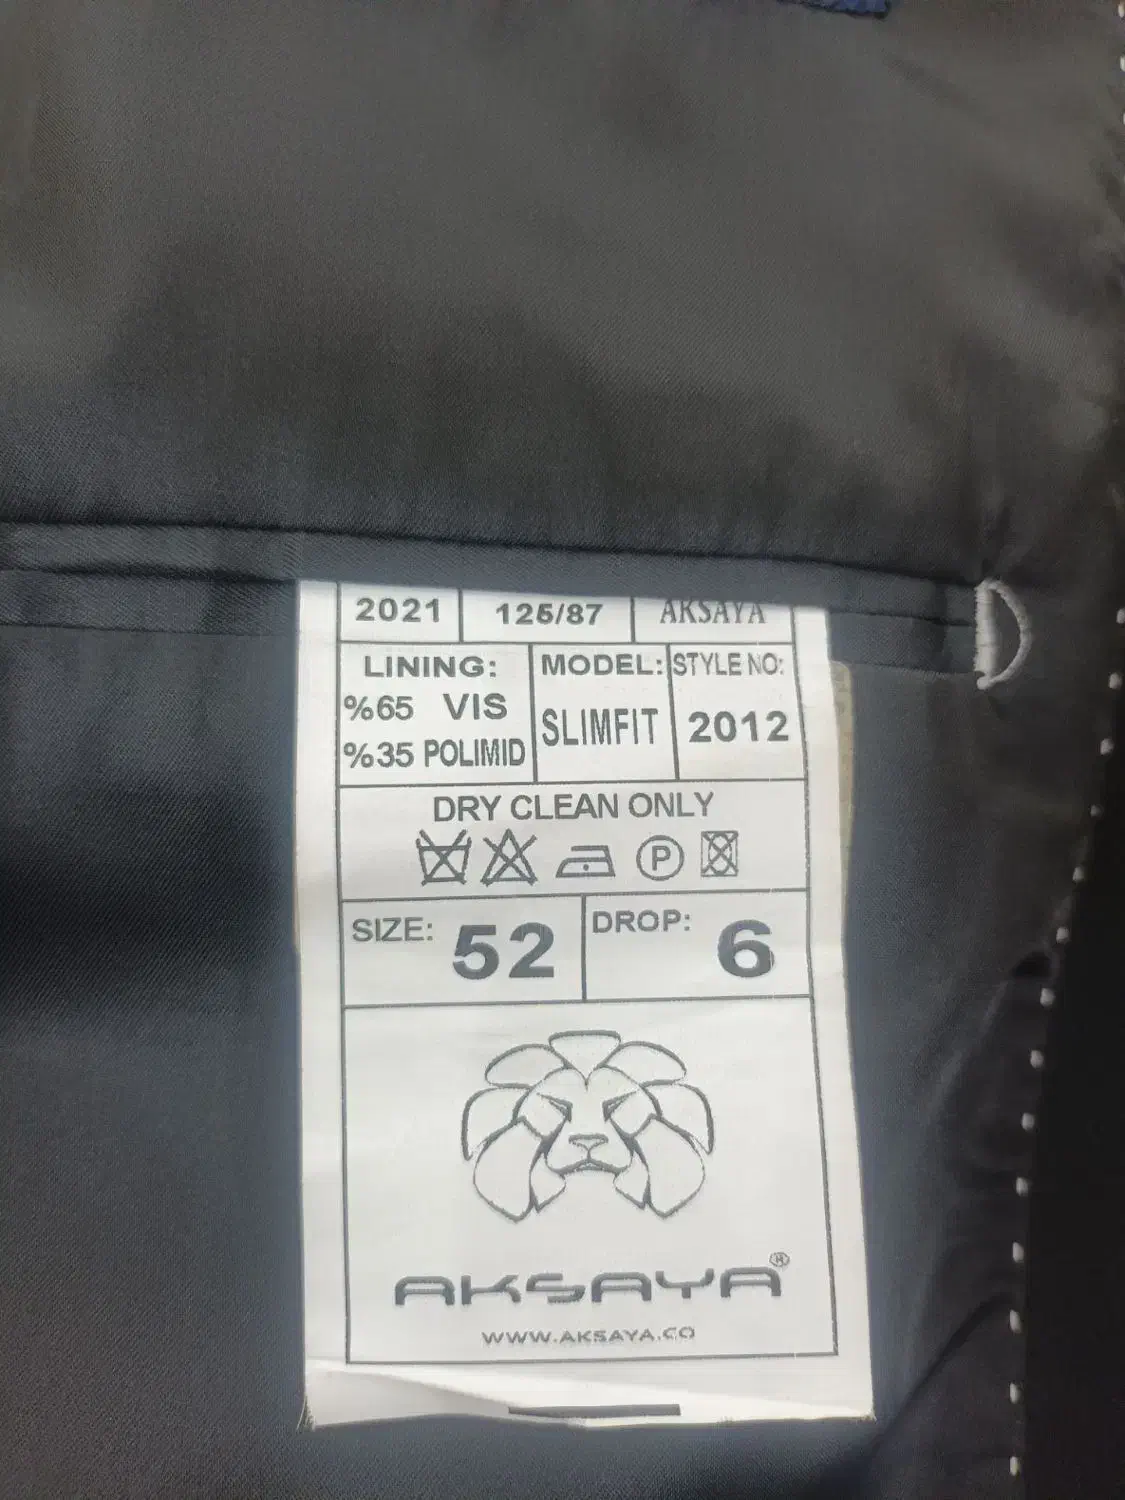 2021 125/87 AKSAYA
LINING: MODEL: STYLE NO:
%65 VIS SLIMFIT 2012
%35 POLIMID
DRY CLEAN ONLY
P
SIZE: 52 DROP: 6
AKSAYA®
WWW.AKSAYA.CO